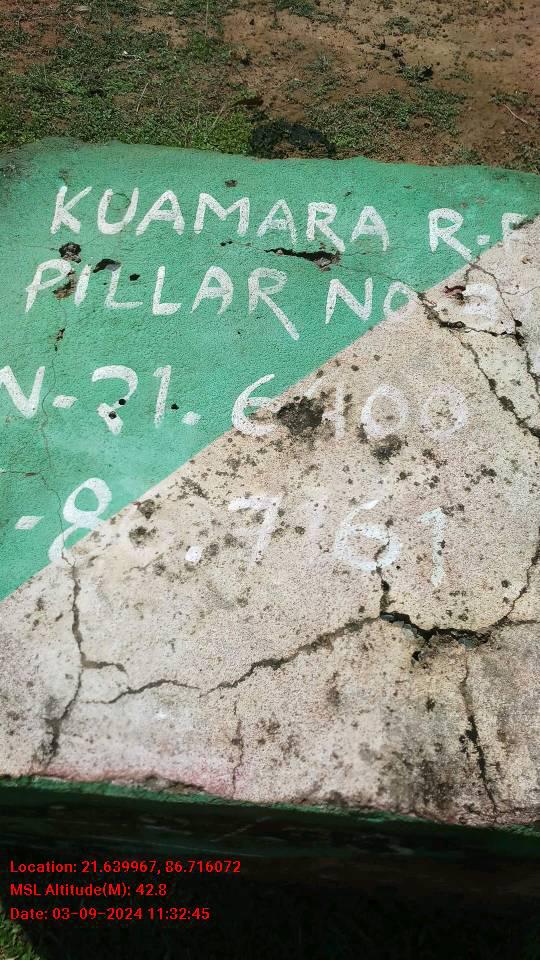 KUAMARA R.F
PILLAR NO
N-21.6400
-86.7161
Location: 21.639967, 86.716072
MSL Altitude(M): 42.8
Date: 03-09-2024 11:32:45